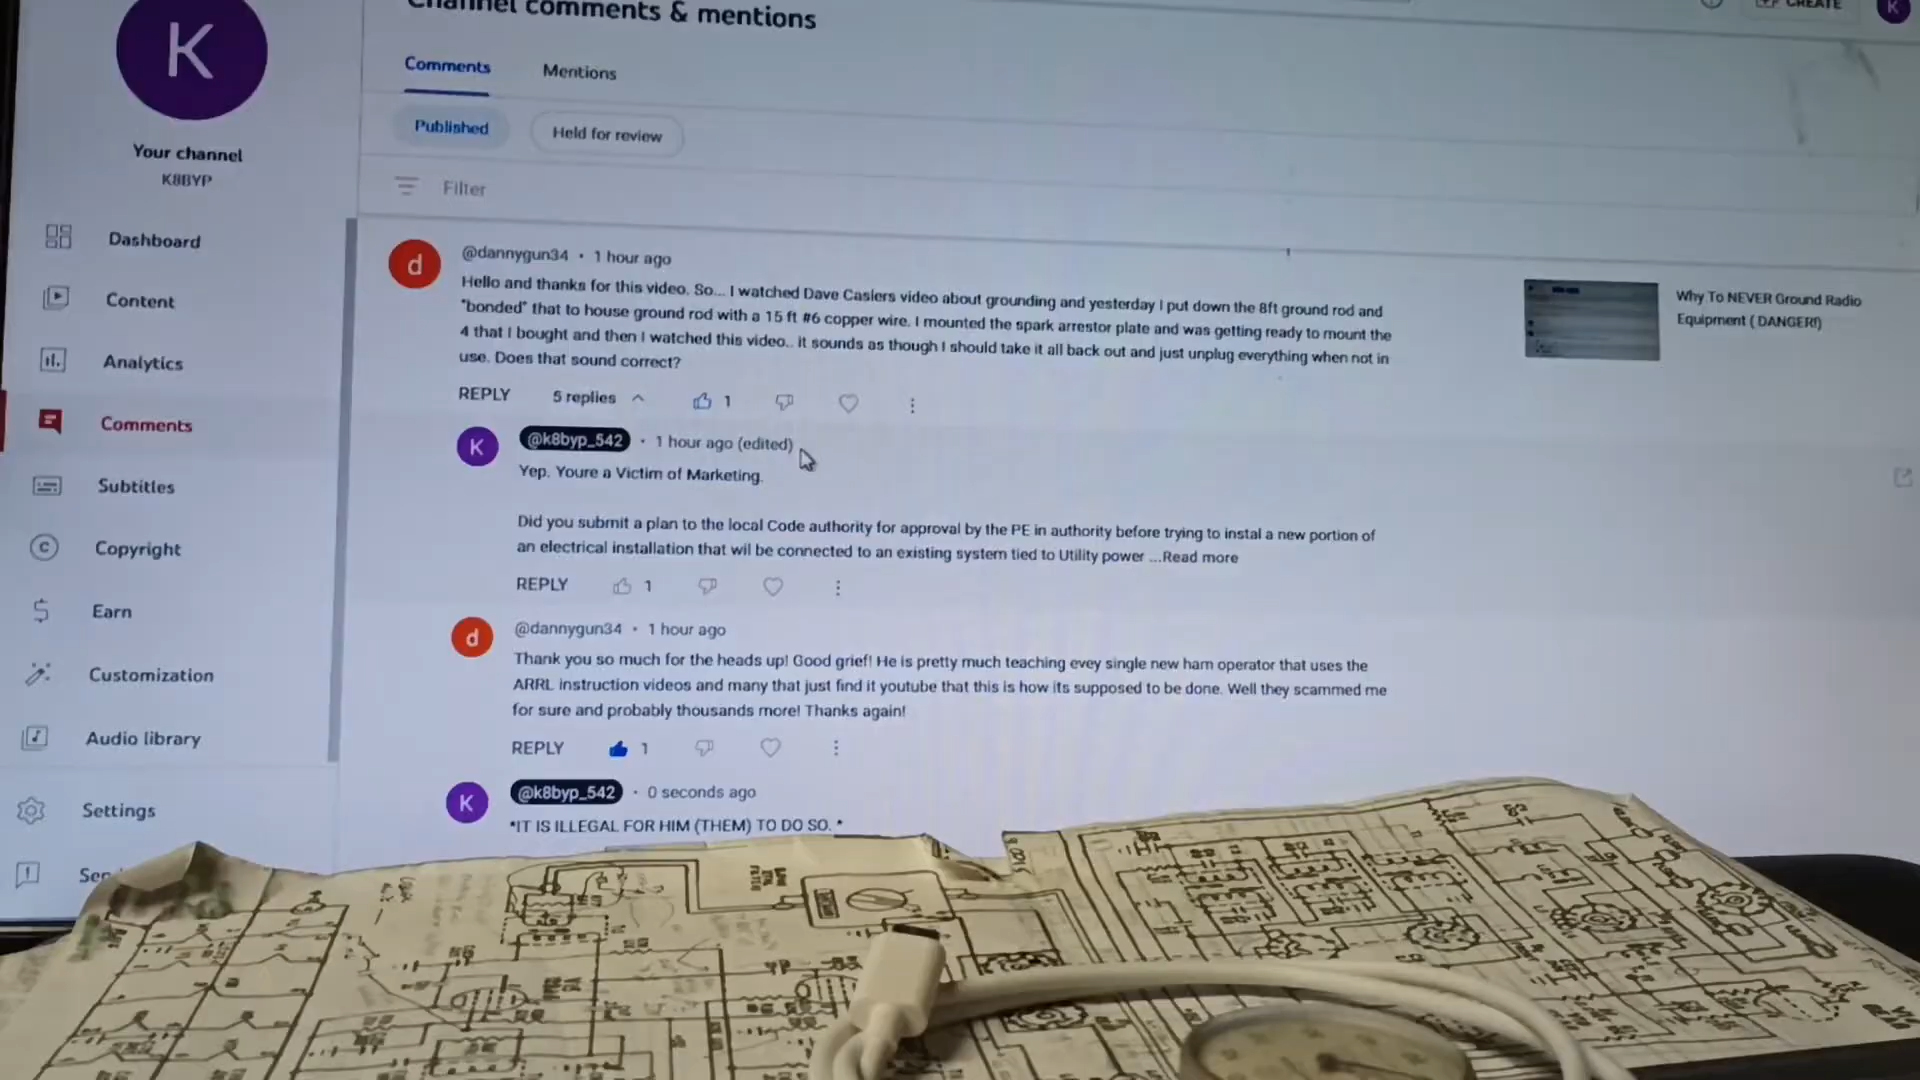 Channel comments & mentions
CREATE
K
K
Your channel
K8BYP
Comments
Mentions
Published
Held for review
Filter
Dashboard
Content
Analytics
Comments
Subtitles
Copyright
Earn
Customization
Audio library
Settings
d
@dannygun34 • 1 hour ago
Hello and thanks for this video. So... I watched Dave Caslers video about grounding and yesterday I put down the 8ft ground rod and
"bonded" that to house ground rod with a 15 ft #6 copper wire. I mounted the spark arrestor plate and was getting ready to mount the
4 that I bought and then I watched this video.. it sounds as though I should take it all back out and just unplug everything when not in
use. Does that sound correct?
REPLY 5 replies 1
Why To NEVER Ground Radio
Equipment ( DANGER!)
K
@k8byp_542 • 1 hour ago (edited)
Yep. Youre a Victim of Marketing.
Did you submit a plan to the local Code authority for approval by the PE in authority before trying to instal a new portion of
an electrical installation that wil be connected to an existing system tied to Utility power ...Read more
REPLY 1
d
@dannygun34 • 1 hour ago
Thank you so much for the heads up! Good grief! He is pretty much teaching evey single new ham operator that uses the
ARRL instruction videos and many that just find it youtube that this is how its supposed to be done. Well they scammed me
for sure and probably thousands more! Thanks again!
REPLY 1
K
@k8byp_542 • 0 seconds ago
*IT IS ILLEGAL FOR HIM (THEM) TO DO SO. *